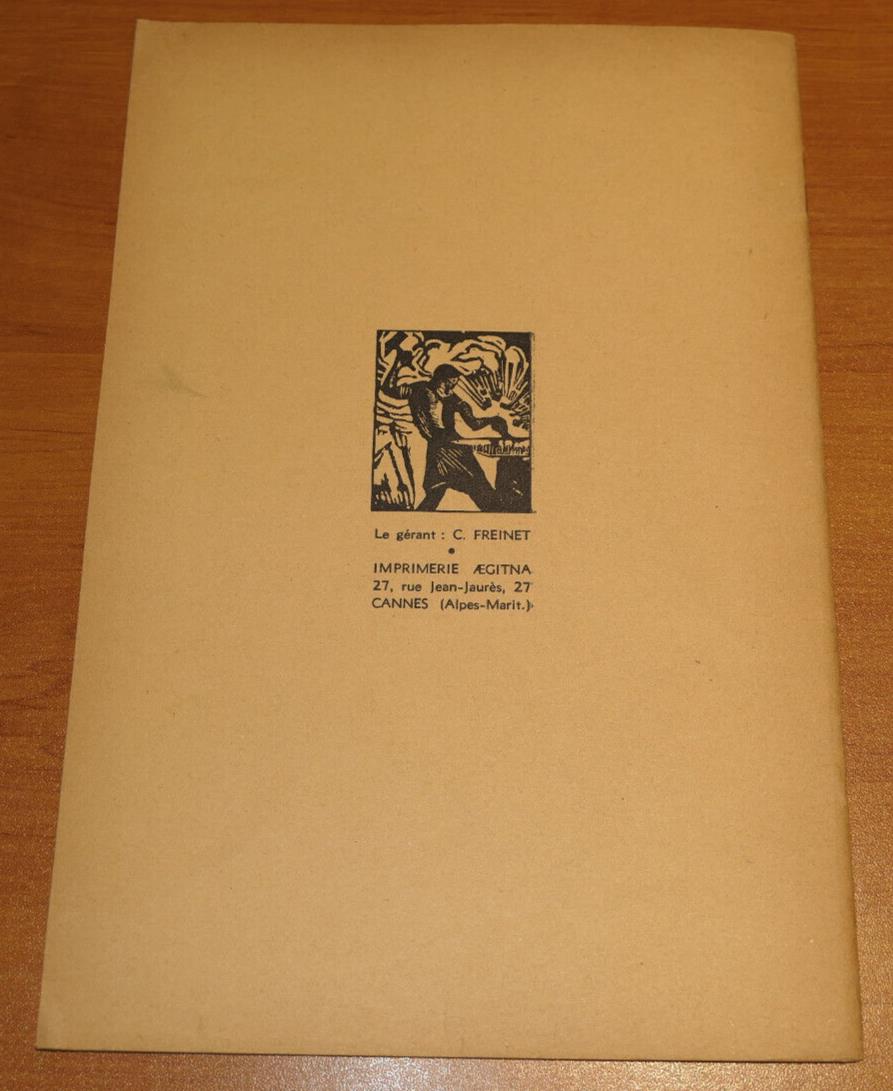 Le gérant : C. FREINET
IMPRIMERIE ÆGITNA
27, rue Jean-Jaurès, 27
CANNES (Alpes-Marit.)